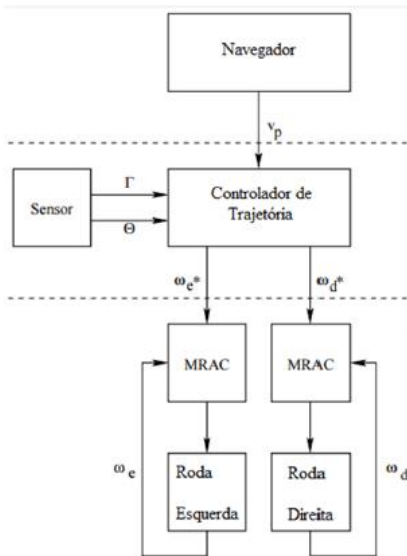 Navegador
v_p
Sensor
Γ
Θ
Controlador de
Trajetória
ω_e*
ω_d*
MRAC
MRAC
ω_e
Roda
Esquerda
Roda
Direita
ω_d